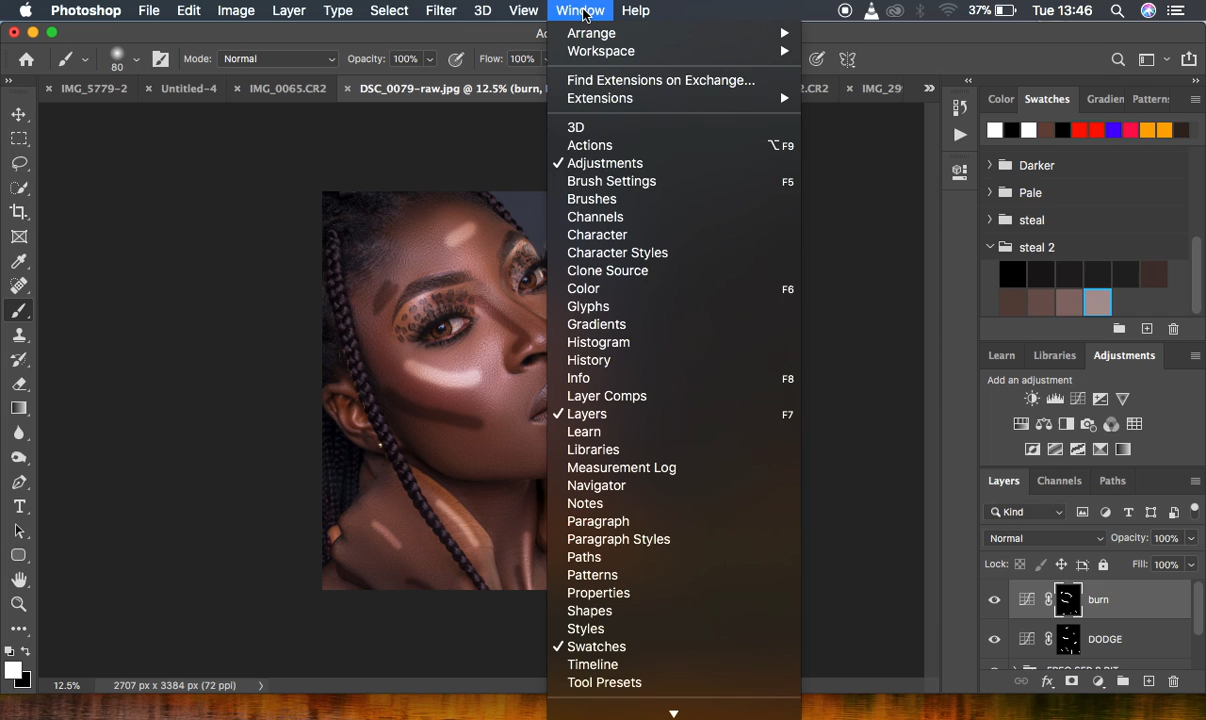 Photoshop File Edit Image Layer Type Select Filter 3D View Window Help 37% Tue 13:46
80 Mode: Normal Opacity: 100% Flow: 100%
IMG_5779-2 Untitled-4 IMG_0065.CR2 DSC_0079-raw.jpg @ 12.5% (burn, 2.CR2 IMG_29
Arrange
Workspace
Find Extensions on Exchange...
Extensions
3D
Actions ⌥F9
✓ Adjustments
Brush Settings F5
Brushes
Channels
Character
Character Styles
Clone Source
Color F6
Glyphs
Gradients
Histogram
History
Info F8
Layer Comps
✓ Layers F7
Learn
Libraries
Measurement Log
Navigator
Notes
Paragraph
Paragraph Styles
Paths
Patterns
Properties
Shapes
Styles
✓ Swatches
Timeline
Tool Presets
Color Swatches Gradien Pattern:
Darker
Pale
steal
steal 2
Learn Libraries Adjustments
Add an adjustment
Layers Channels Paths
Kind
Normal Opacity: 100%
Lock: Fill: 100%
burn
DODGE
12.5% 2707 px x 3384 px (72 ppi)